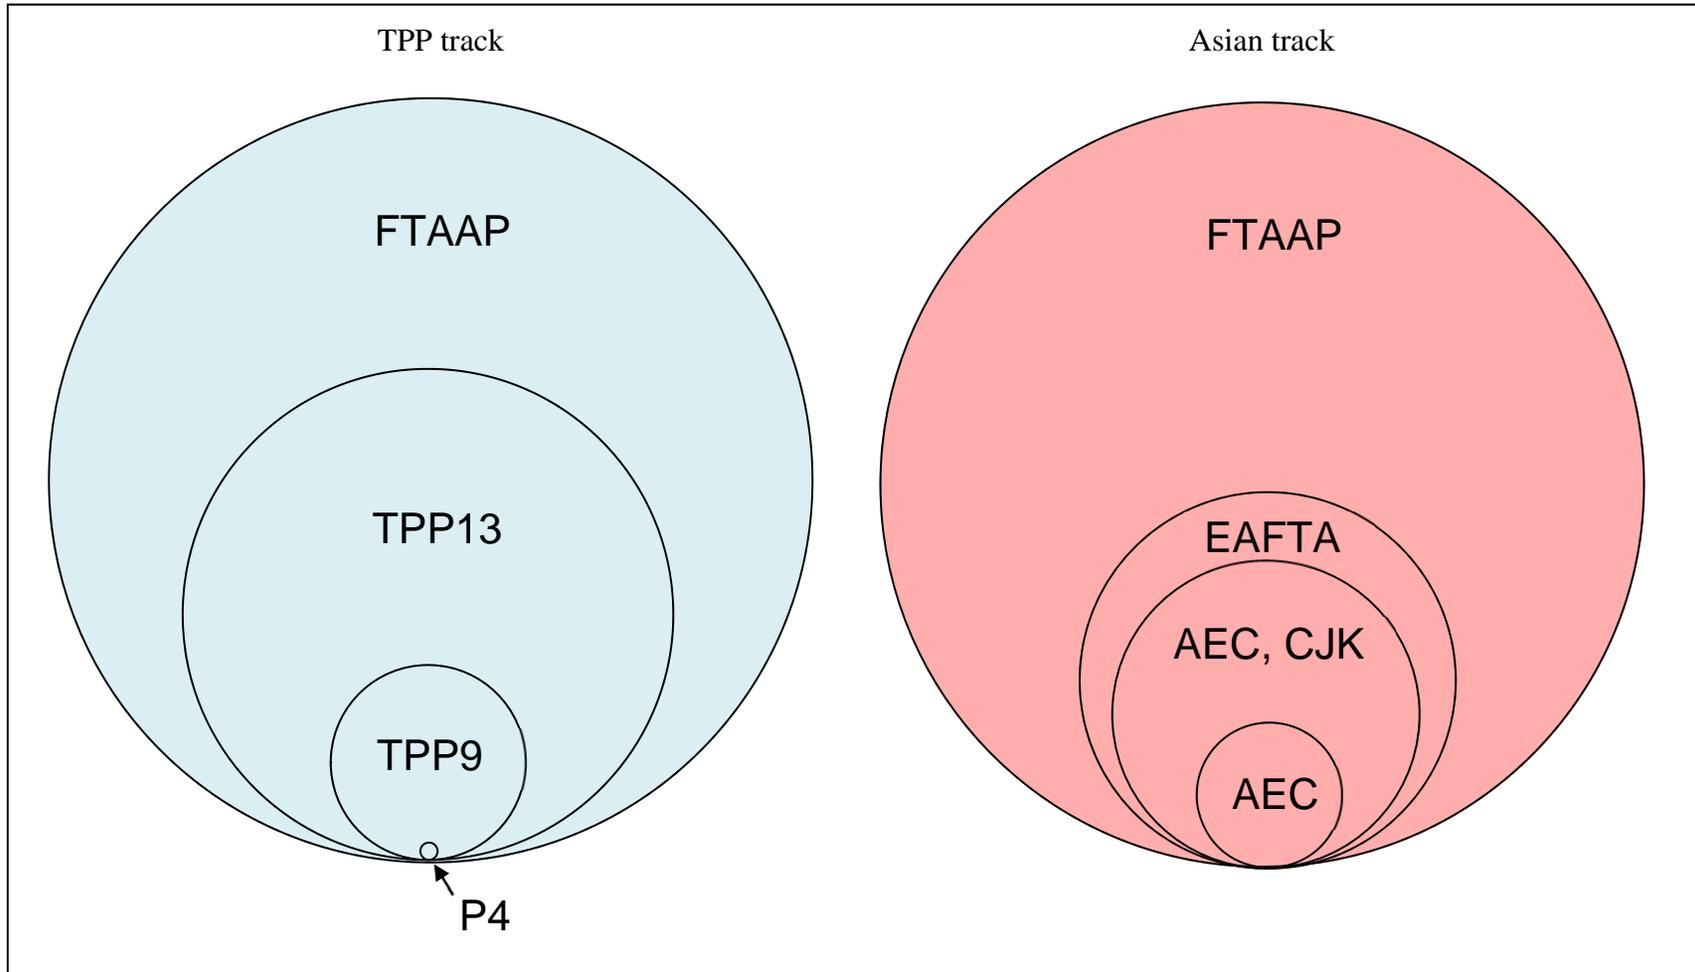 TPP track
FTAAP
TPP13
TPP9
P4
Asian track
FTAAP
EAFTA
AEC, CJK
AEC